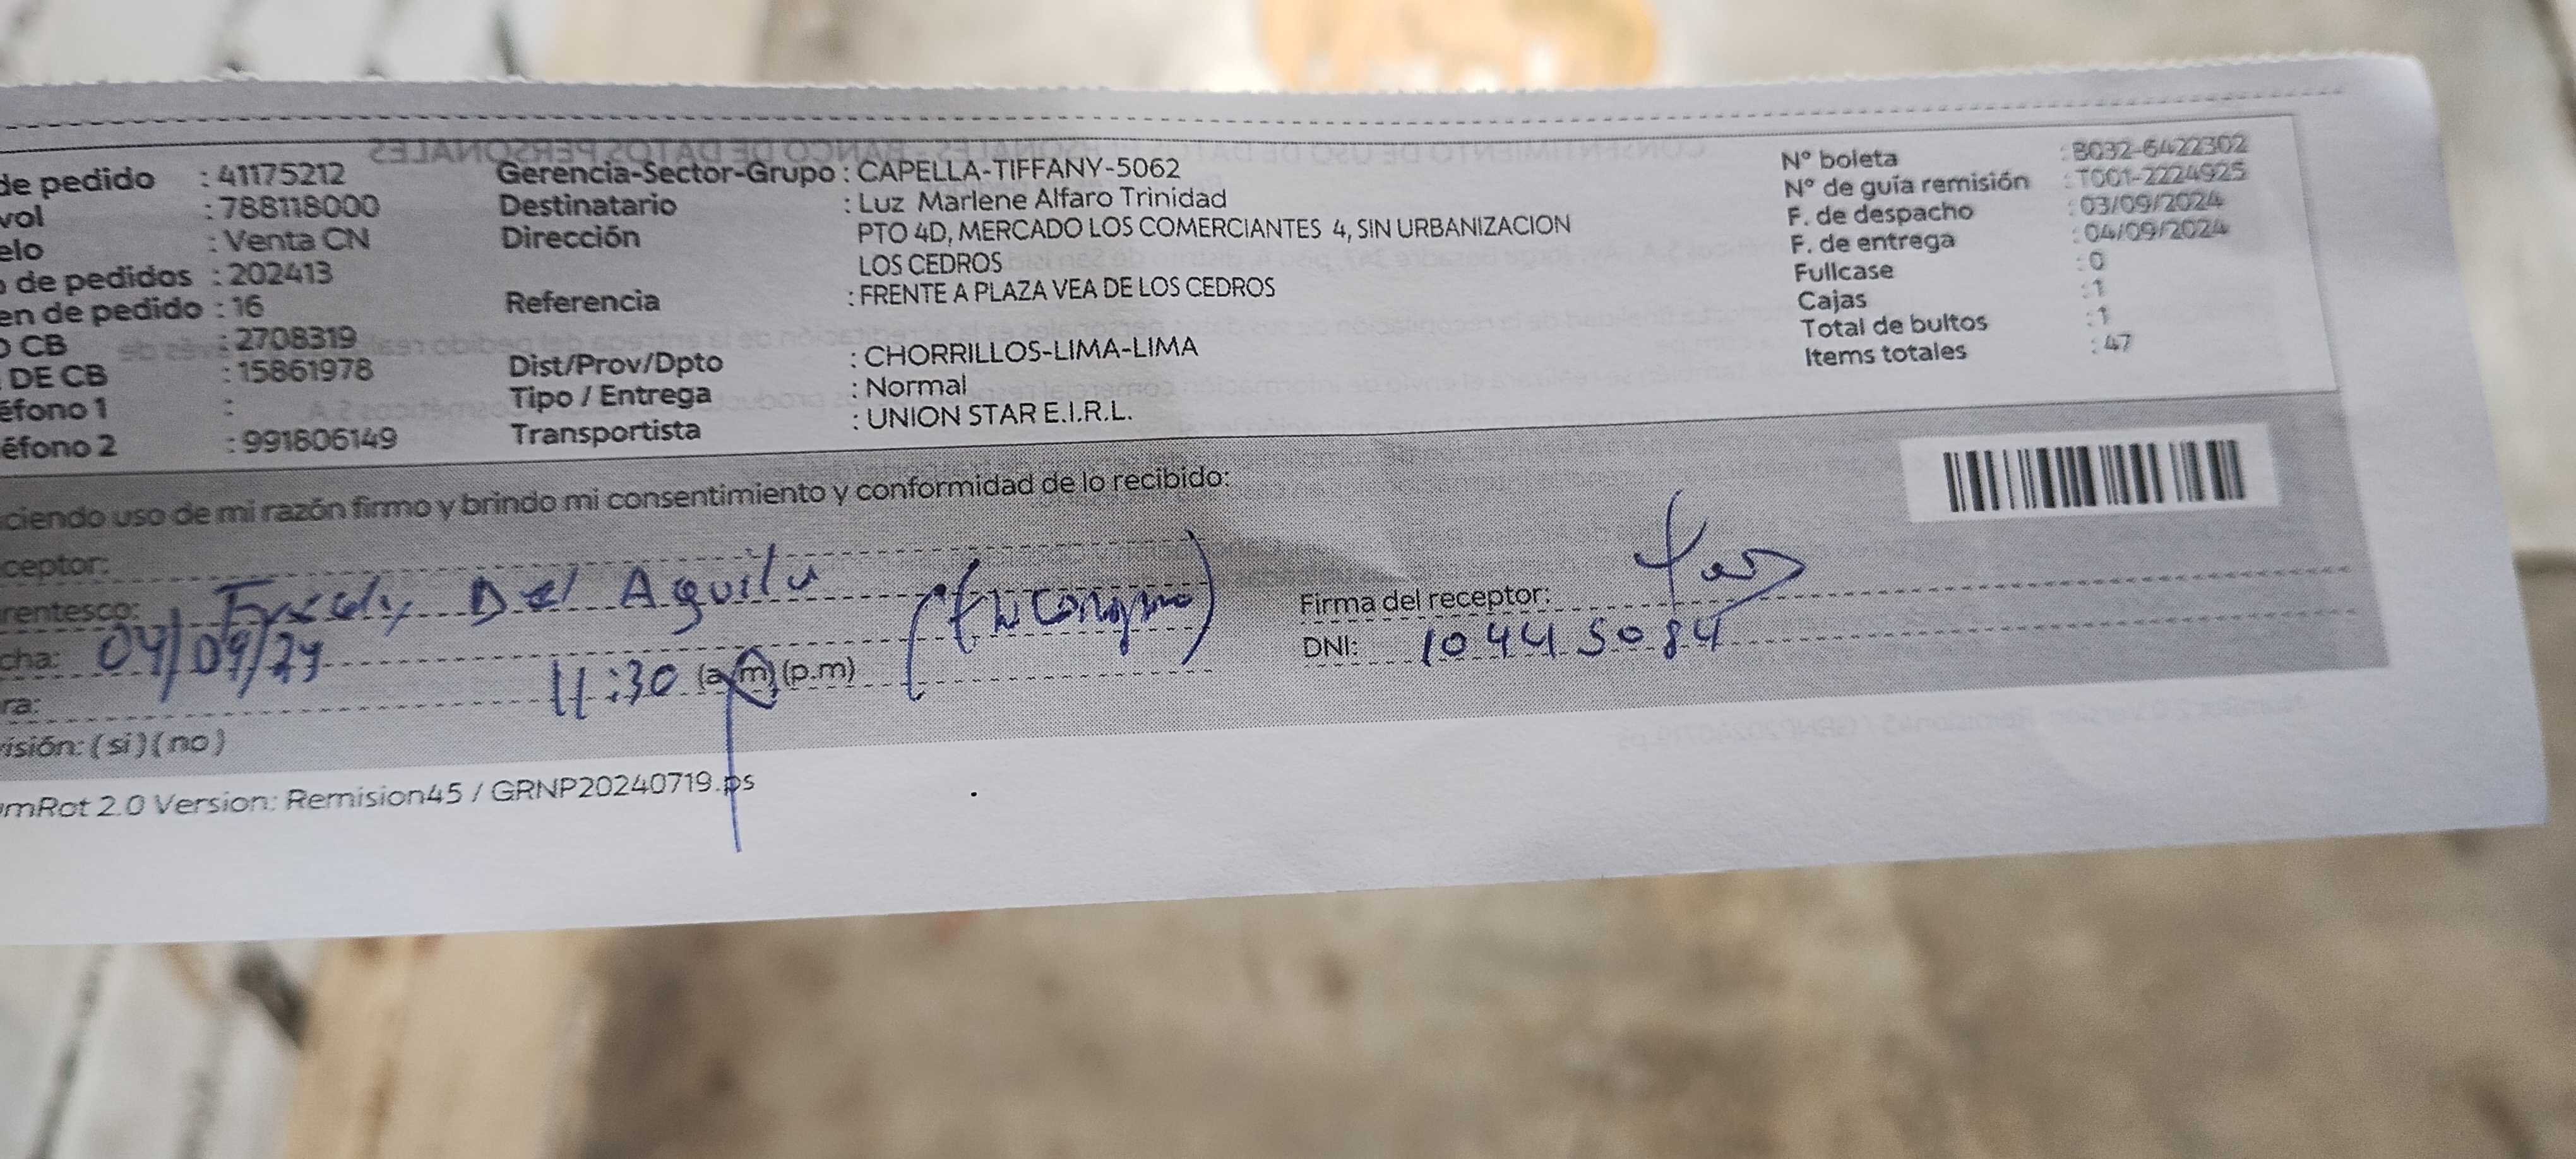 de pedido : 41175212
vol : 788118000
elo : Venta CN
o de pedidos : 202413
en de pedido : 16
O CB : 2708319
DE CB : 15861978
éfono 1 :
éfono 2 : 991806149
Gerencia-Sector-Grupo : CAPELLA-TIFFANY-5062
Destinatario : Luz Marlene Alfaro Trinidad
Dirección PTO 4D, MERCADO LOS COMERCIANTES 4, SIN URBANIZACION
LOS CEDROS
Referencia : FRENTE A PLAZA VEA DE LOS CEDROS
Dist/Prov/Dpto : CHORRILLOS-LIMA-LIMA
Tipo / Entrega : Normal
Transportista : UNION STAR E.I.R.L.
Nº boleta : B032-6422302
Nº de guía remisión : T001-2224925
F. de despacho : 03/09/2024
F. de entrega : 04/09/2024
Fullcase : 0
Cajas : 1
Total de bultos : 1
Items totales : 47
ciendo uso de mi razón firmo y brindo mi consentimiento y conformidad de lo recibido:
ceptor:
rentesco: Fredy Del Aguila
cha: 04/09/24
ra: 11:30 (a.m) (p.m)
isión: ( si ) ( no )
Firma del receptor:
DNI: 10445084
mRot 2.0 Version: Remision45 / GRNP20240719.ps